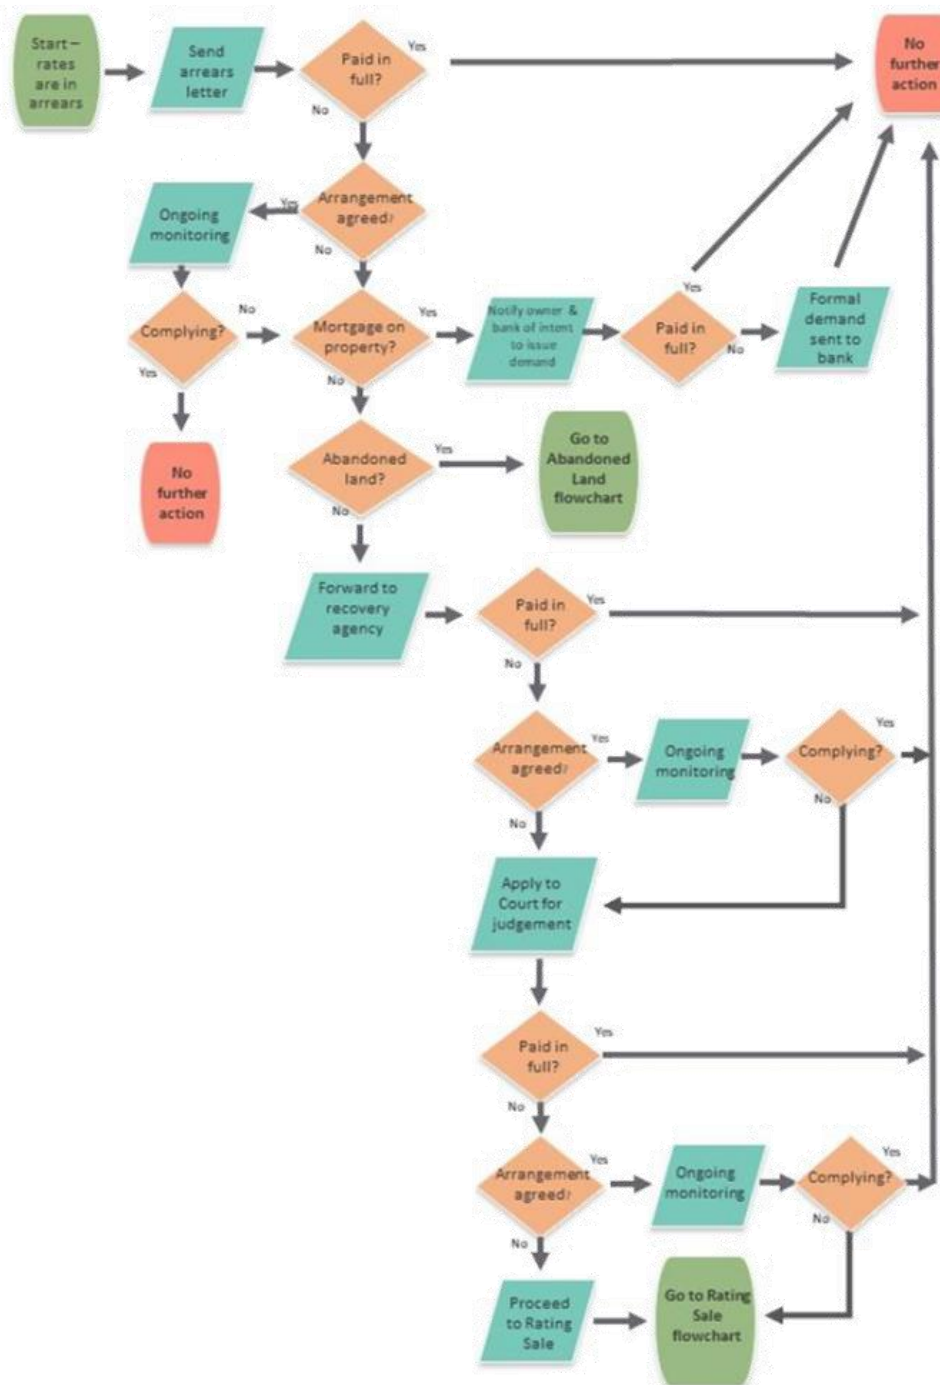 Start –
rates
are in
arrears
Send
arrears
letter
Paid in
full?
Yes
No
further
action
No
Arrangement
agreed?
Yes
Ongoing
monitoring
No
Complying?
No
Mortgage on
property?
Yes
Notify owner &
bank of intent
to issue
demand
Yes
Paid in
full?
No
Formal
demand
sent to
bank
Yes
No
No
further
action
Abandoned
land?
Yes
Go to
Abandoned
Land
flowchart
No
Forward to
recovery
agency
Paid in
full?
Yes
No
Arrangement
agreed?
Yes
Ongoing
monitoring
Complying?
Yes
No
No
Apply to
Court for
judgement
Paid in
full?
Yes
No
Arrangement
agreed?
Yes
Ongoing
monitoring
Complying?
Yes
No
No
Proceed
to Rating
Sale
Go to Rating
Sale
flowchart